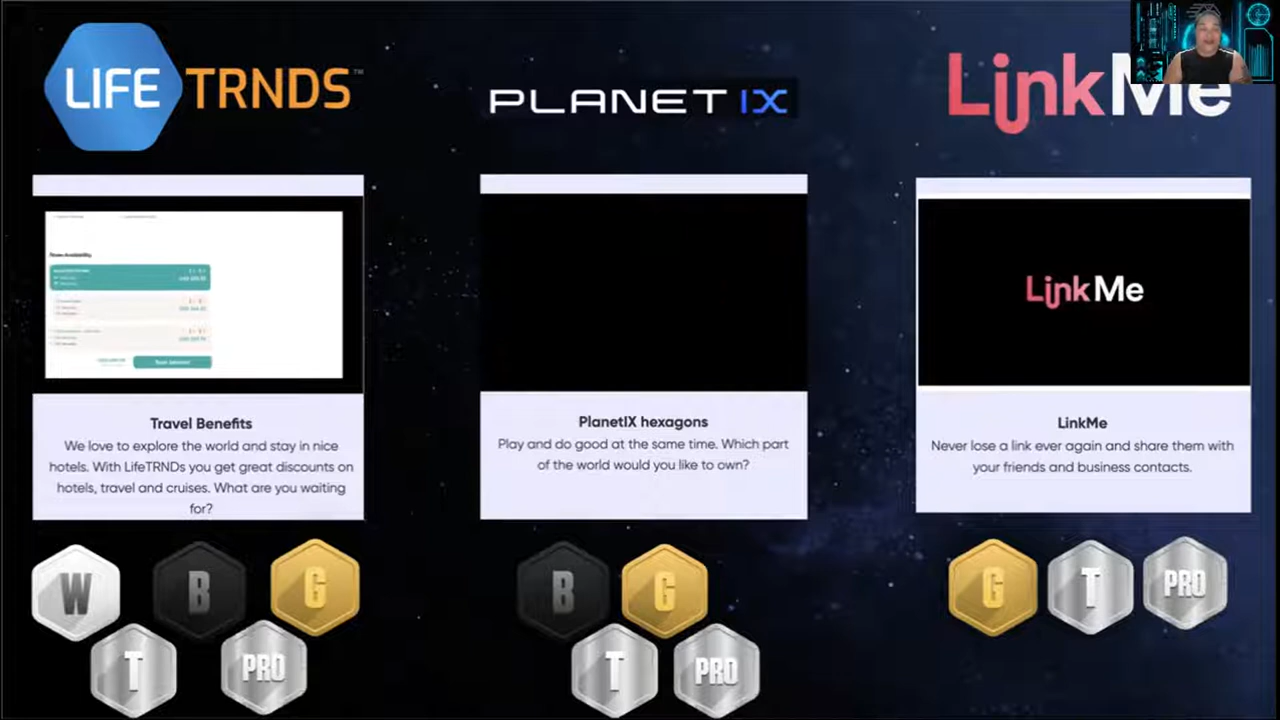 LIFE TRNDS™
PLANET IX
LinkMe
Room Availability
Travel Benefits
We love to explore the world and stay in nice
hotels. With LifeTRNDs you get great discounts on
hotels, travel and cruises. What are you waiting
for?
PlanetIX hexagons
Play and do good at the same time. Which part
of the world would you like to own?
LinkMe
LinkMe
Never lose a link ever again and share them with
your friends and business contacts.
W B G
T PRO
B G
T PRO
G T PRO